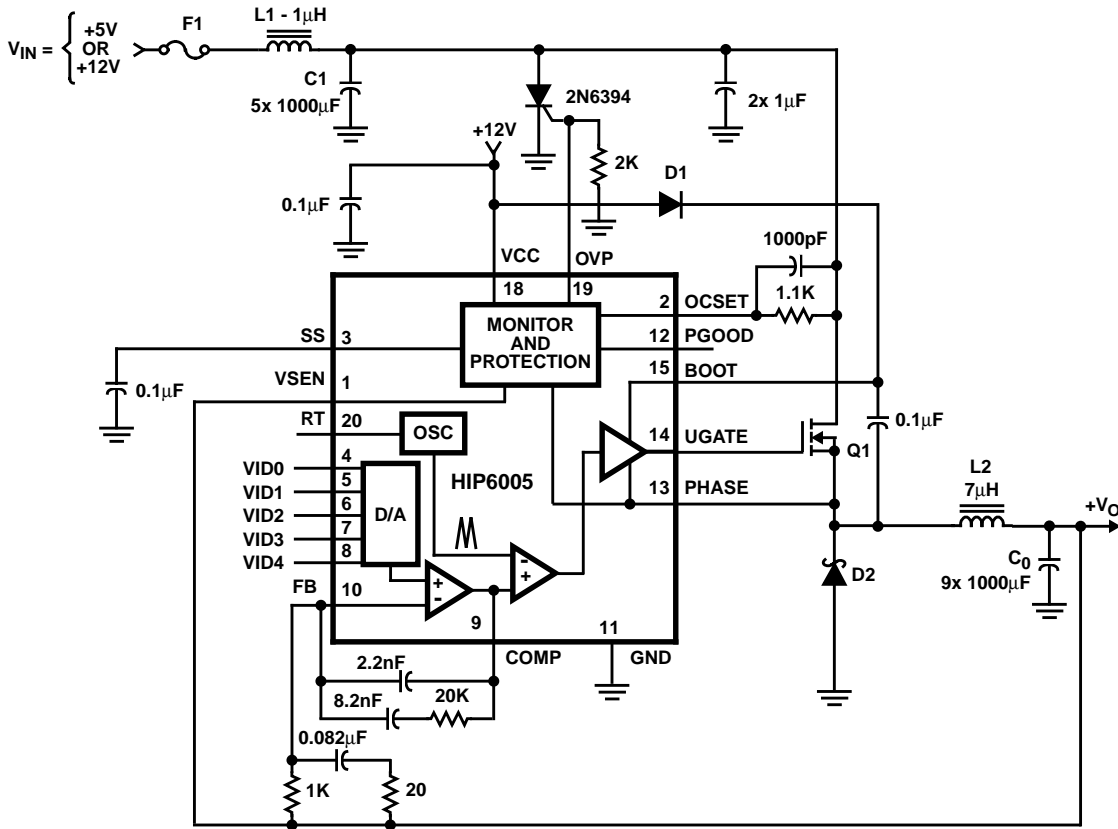 L1 - 1μH
F1
V_IN =
+5V
OR
+12V
C1
5x 1000μF
2N6394
2x 1μF
+12V
2K
D1
0.1μF
1000pF
VCC
OVP
18
19
2
OCSET
1.1K
MONITOR
AND
PROTECTION
SS
3
12
PGOOD
15
BOOT
0.1μF
VSEN
1
0.1μF
RT
20
OSC
14
UGATE
Q1
VID0
4
HIP6005
13
PHASE
L2
7μH
VID1
5
VID2
6
D/A
+V_O
VID3
7
VID4
8
-
+
D2
C_0
9x 1000μF
FB
10
+
-
9
11
COMP
GND
2.2nF
8.2nF
20K
0.082μF
1K
20